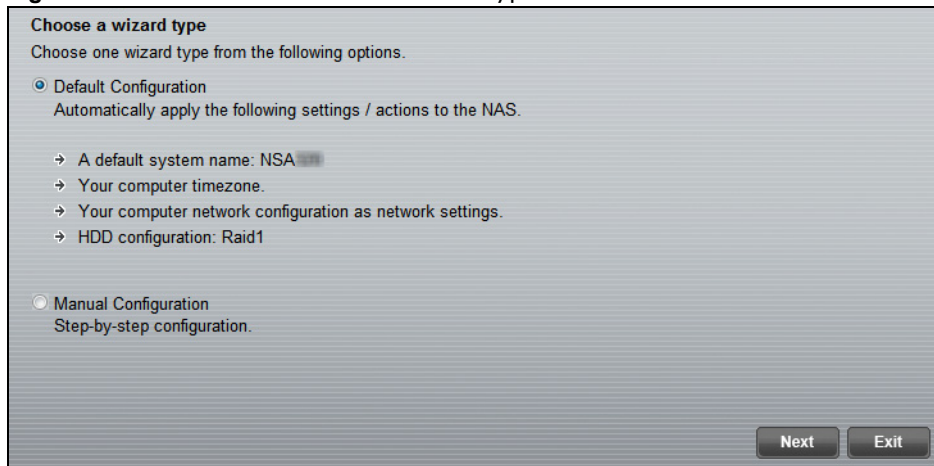 Choose a wizard type
Choose one wizard type from the following options.
Default Configuration
Automatically apply the following settings / actions to the NAS.
A default system name: NSA
Your computer timezone.
Your computer network configuration as network settings.
HDD configuration: Raid1
Manual Configuration
Step-by-step configuration.
Next Exit